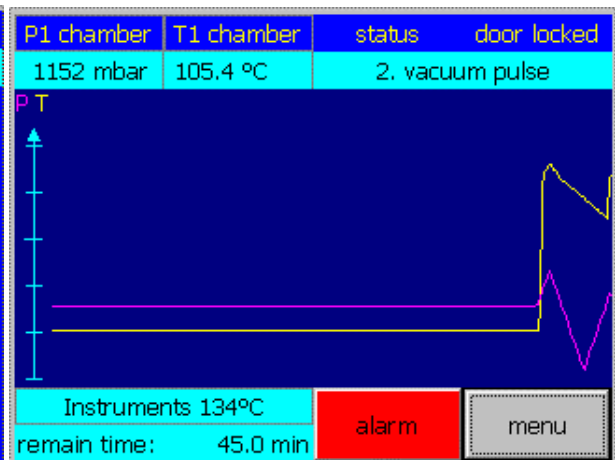 P1 chamber T1 chamber status door locked
1152 mbar 105.4 ºC 2. vacuum pulse
P T
Instruments 134ºC
alarm menu
remain time: 45.0 min